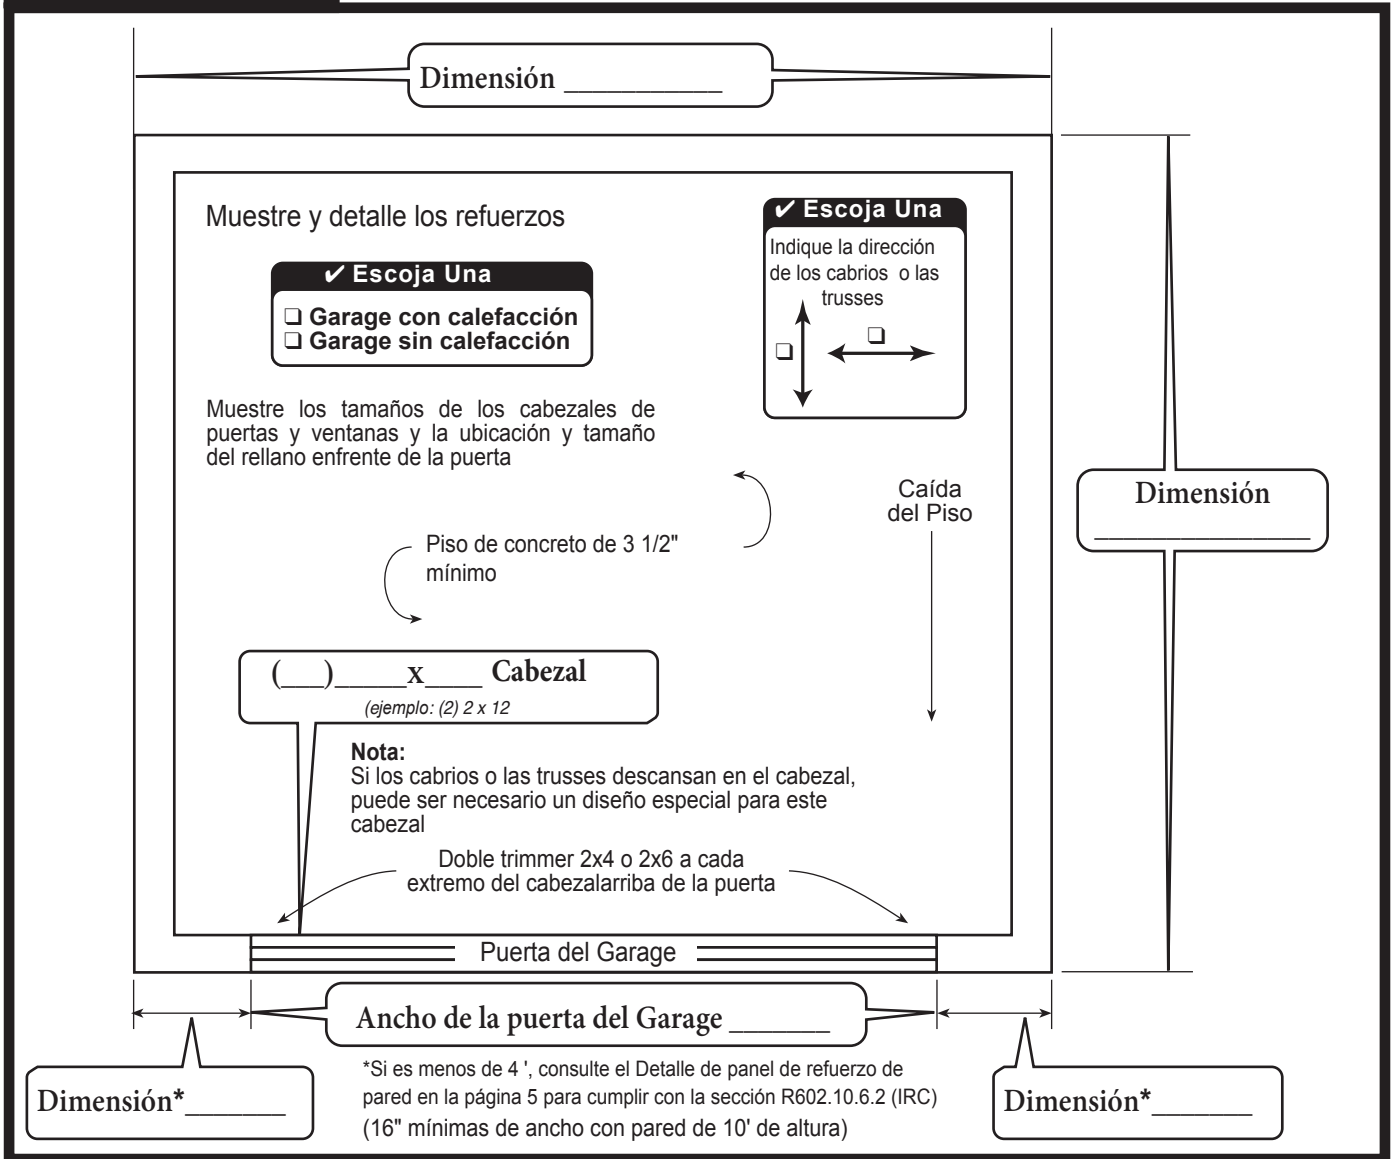 Dimensión ___________
Muestre y detalle los refuerzos
✔ Escoja Una
❏ Garage con calefacción
❏ Garage sin calefacción
✔ Escoja Una
Indique la dirección
de los cabrios o las
trusses
❏
❏
Muestre los tamaños de los cabezales de
puertas y ventanas y la ubicación y tamaño
del rellano enfrente de la puerta
Caída
del Piso
Dimensión
_______________
Piso de concreto de 3 1/2"
mínimo
(___)_____x____ Cabezal
(ejemplo: (2) 2 x 12
Nota:
Si los cabrios o las trusses descansan en el cabezal,
puede ser necesario un diseño especial para este
cabezal
Doble trimmer 2x4 o 2x6 a cada
extremo del cabezalarriba de la puerta
Puerta del Garage
Ancho de la puerta del Garage _______
*Si es menos de 4 ', consulte el Detalle de panel de refuerzo de
pared en la página 5 para cumplir con la sección R602.10.6.2 (IRC)
(16" mínimas de ancho con pared de 10' de altura)
Dimensión*_______
Dimensión*_______